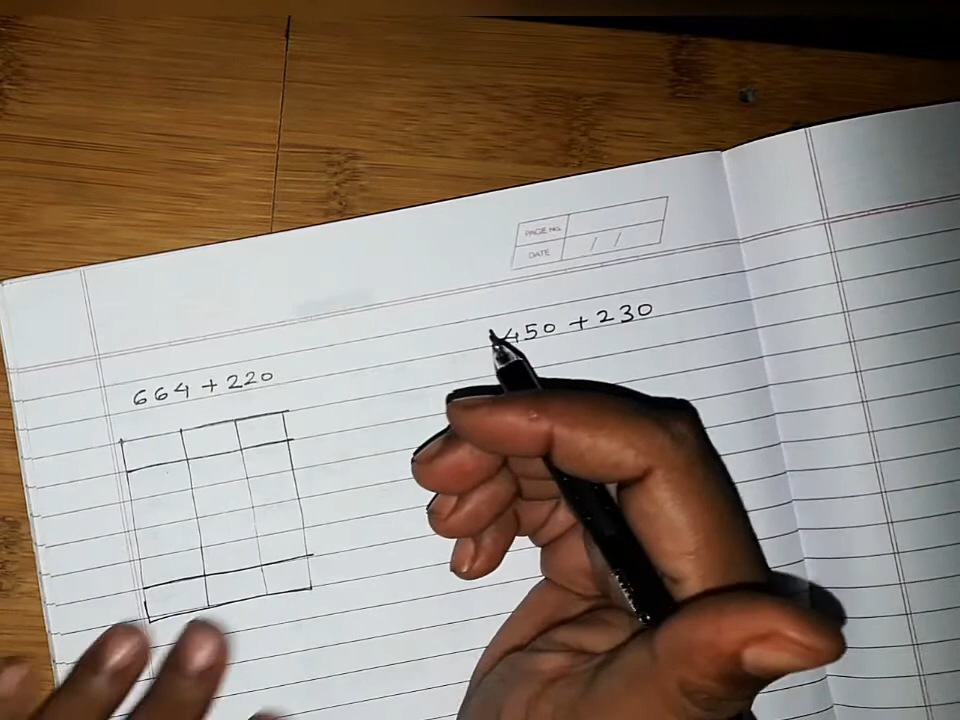 PAGE NO.
DATE / /
450 + 230
664 + 220